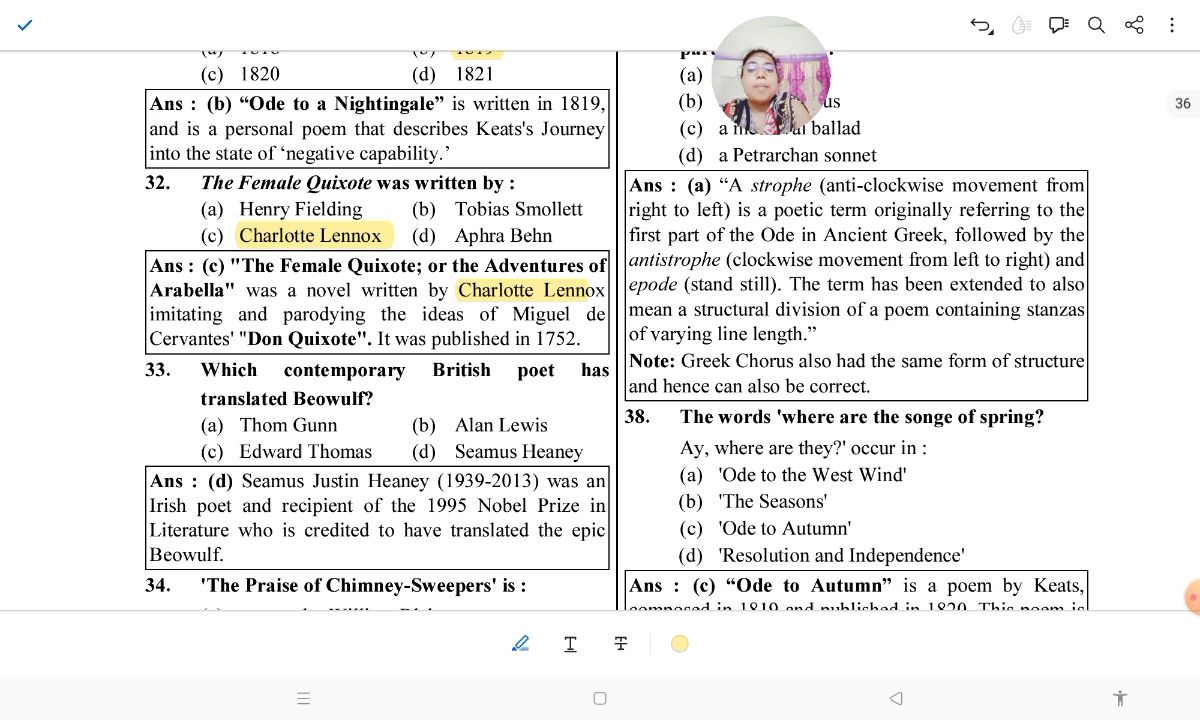 (c) 1820 (d) 1821
Ans : (b) “Ode to a Nightingale” is written in 1819,
and is a personal poem that describes Keats's Journey
into the state of ‘negative capability.’
32. The Female Quixote was written by :
(a) Henry Fielding (b) Tobias Smollett
(c) Charlotte Lennox (d) Aphra Behn
Ans : (c) "The Female Quixote; or the Adventures of
Arabella" was a novel written by Charlotte Lennox
imitating and parodying the ideas of Miguel de
Cervantes' "Don Quixote". It was published in 1752.
33. Which contemporary British poet has
translated Beowulf?
(a) Thom Gunn (b) Alan Lewis
(c) Edward Thomas (d) Seamus Heaney
Ans : (d) Seamus Justin Heaney (1939-2013) was an
Irish poet and recipient of the 1995 Nobel Prize in
Literature who is credited to have translated the epic
Beowulf.
34. 'The Praise of Chimney-Sweepers' is :
(a)
(b)
(c) a ballad
(d) a Petrarchan sonnet
Ans : (a) “A strophe (anti-clockwise movement from
right to left) is a poetic term originally referring to the
first part of the Ode in Ancient Greek, followed by the
antistrophe (clockwise movement from left to right) and
epode (stand still). The term has been extended to also
mean a structural division of a poem containing stanzas
of varying line length.”
Note: Greek Chorus also had the same form of structure
and hence can also be correct.
38. The words 'where are the songe of spring?
Ay, where are they?' occur in :
(a) 'Ode to the West Wind'
(b) 'The Seasons'
(c) 'Ode to Autumn'
(d) 'Resolution and Independence'
Ans : (c) “Ode to Autumn” is a poem by Keats,
composed in 1819 and published in 1820. This poem is
36